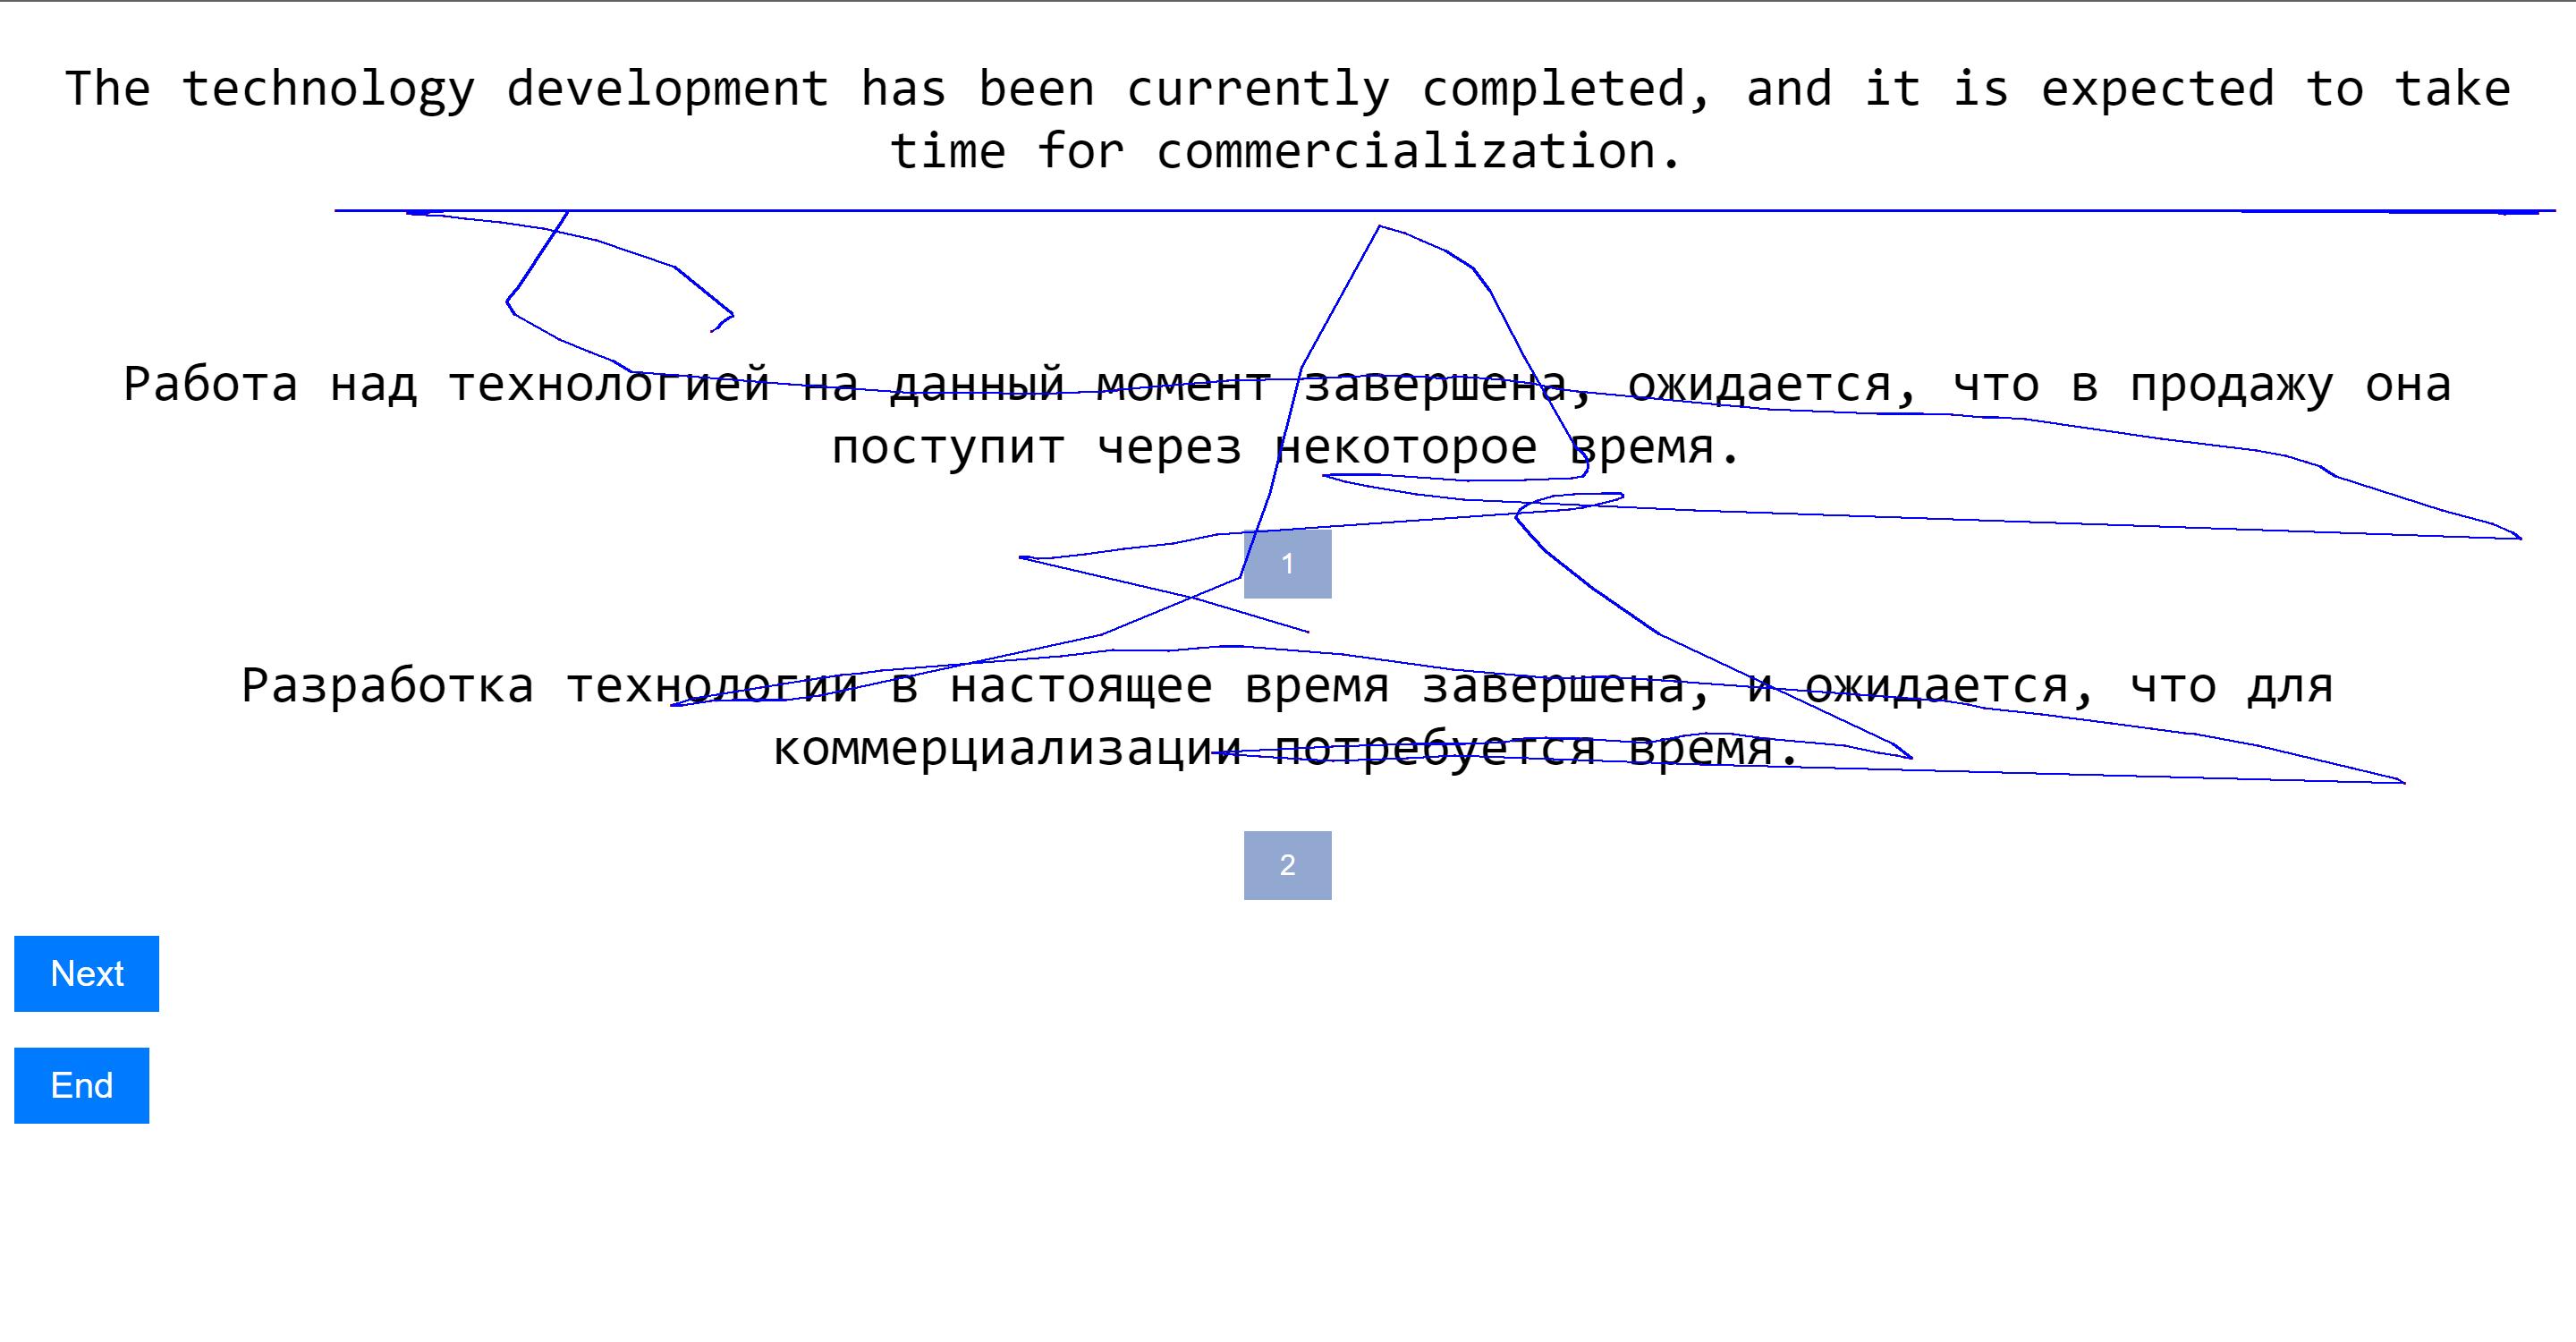 The technology development has been currently completed, and it is expected to take
time for commercialization.
Работа над технологией на данный момент завершена, ожидается, что в продажу она
поступит через некоторое время.
1
Разработка технологии в настоящее время завершена, и ожидается, что для
коммерциализации потребуется время.
2
Next
End